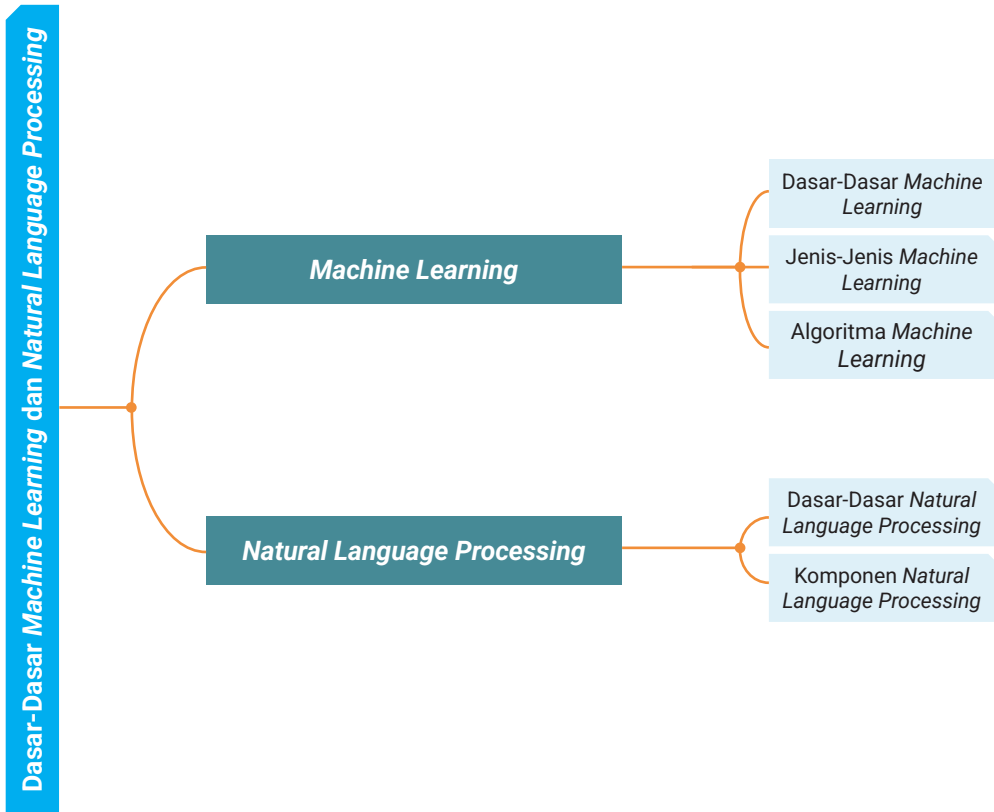 Dasar-Dasar Machine Learning dan Natural Language Processing
Machine Learning
Dasar-Dasar Machine
Learning
Jenis-Jenis Machine
Learning
Algoritma Machine
Learning
Natural Language Processing
Dasar-Dasar Natural
Language Processing
Komponen Natural
Language Processing